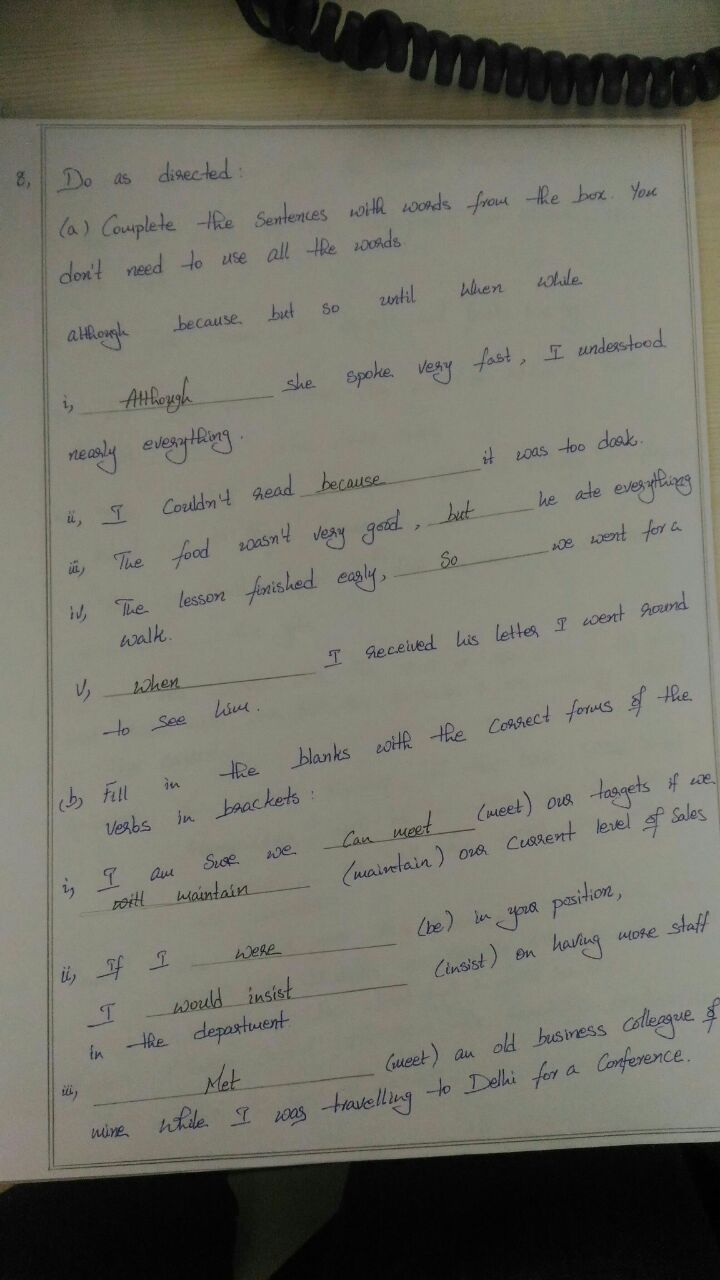 8, Do as directed:
(a) Complete the Sentences with words from the box. You
don't need to use all the words.
although because but so until when while
i, Although she spoke very fast, I understood
nearly everything.
ii, I Couldn't read because it was too dark.
iii, The food wasn't very good, but he ate everything
iv, The lesson finished early, So we went for a
walk.
v, when I received his letter I went round
to see him.
(b) Fill in the blanks with the correct forms of the
verbs in brackets:
i, I am Sure we Can meet (meet) our targets if we
will maintain (maintain) our current level of Sales
ii, If I were (be) in your position,
I would insist (insist) on having more staff
in the department
iii, Met (meet) an old business colleague of
mine while I was travelling to Delhi for a Conference.